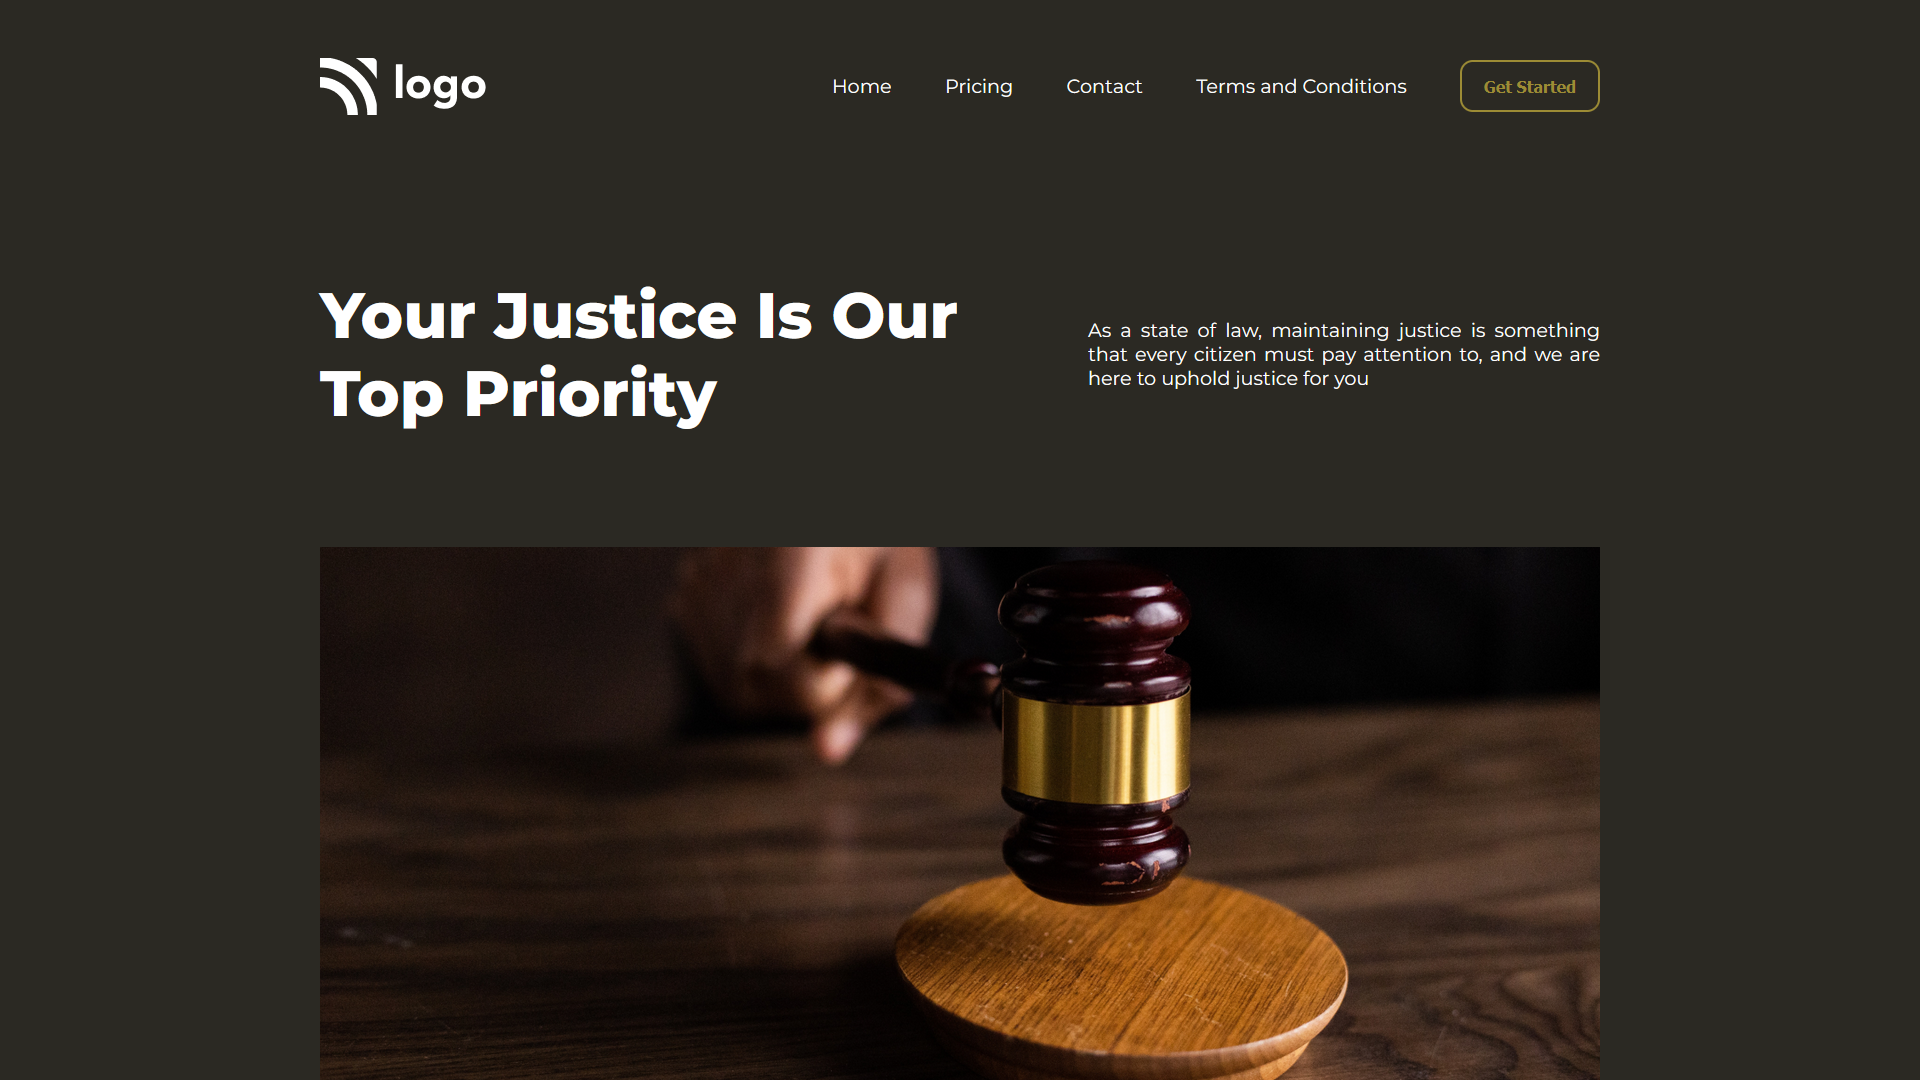 logo
Home
Pricing
Contact
Terms and Conditions
Get Started
Your Justice Is Our
Top Priority
As a state of law, maintaining justice is something
that every citizen must pay attention to, and we are
here to uphold justice for you